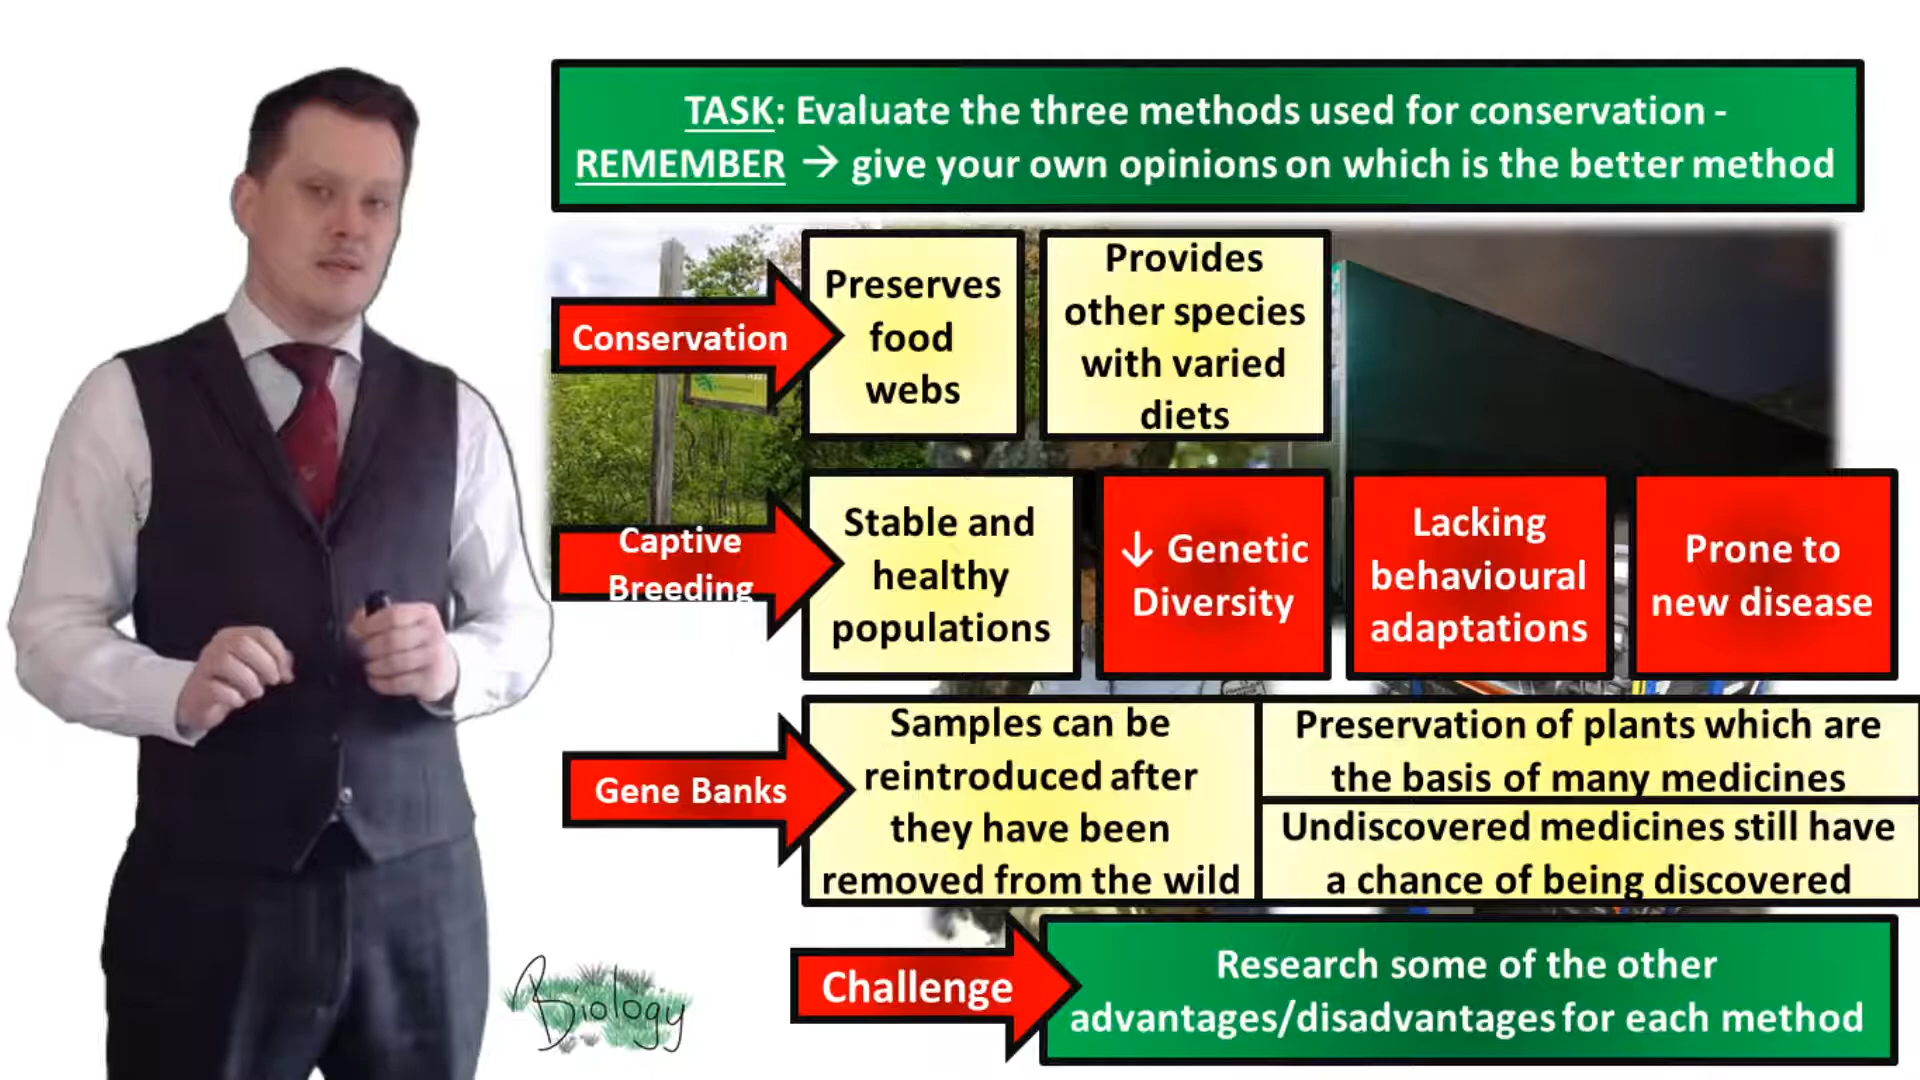 TASK: Evaluate the three methods used for conservation -
REMEMBER → give your own opinions on which is the better method
Conservation
Preserves
food
webs
Provides
other species
with varied
diets
Captive
Breeding
Stable and
healthy
populations
↓ Genetic
Diversity
Lacking
behavioural
adaptations
Prone to
new disease
Gene Banks
Samples can be
reintroduced after
they have been
removed from the wild
Preservation of plants which are
the basis of many medicines
Undiscovered medicines still have
a chance of being discovered
Challenge
Research some of the other
advantages/disadvantages for each method
Biology